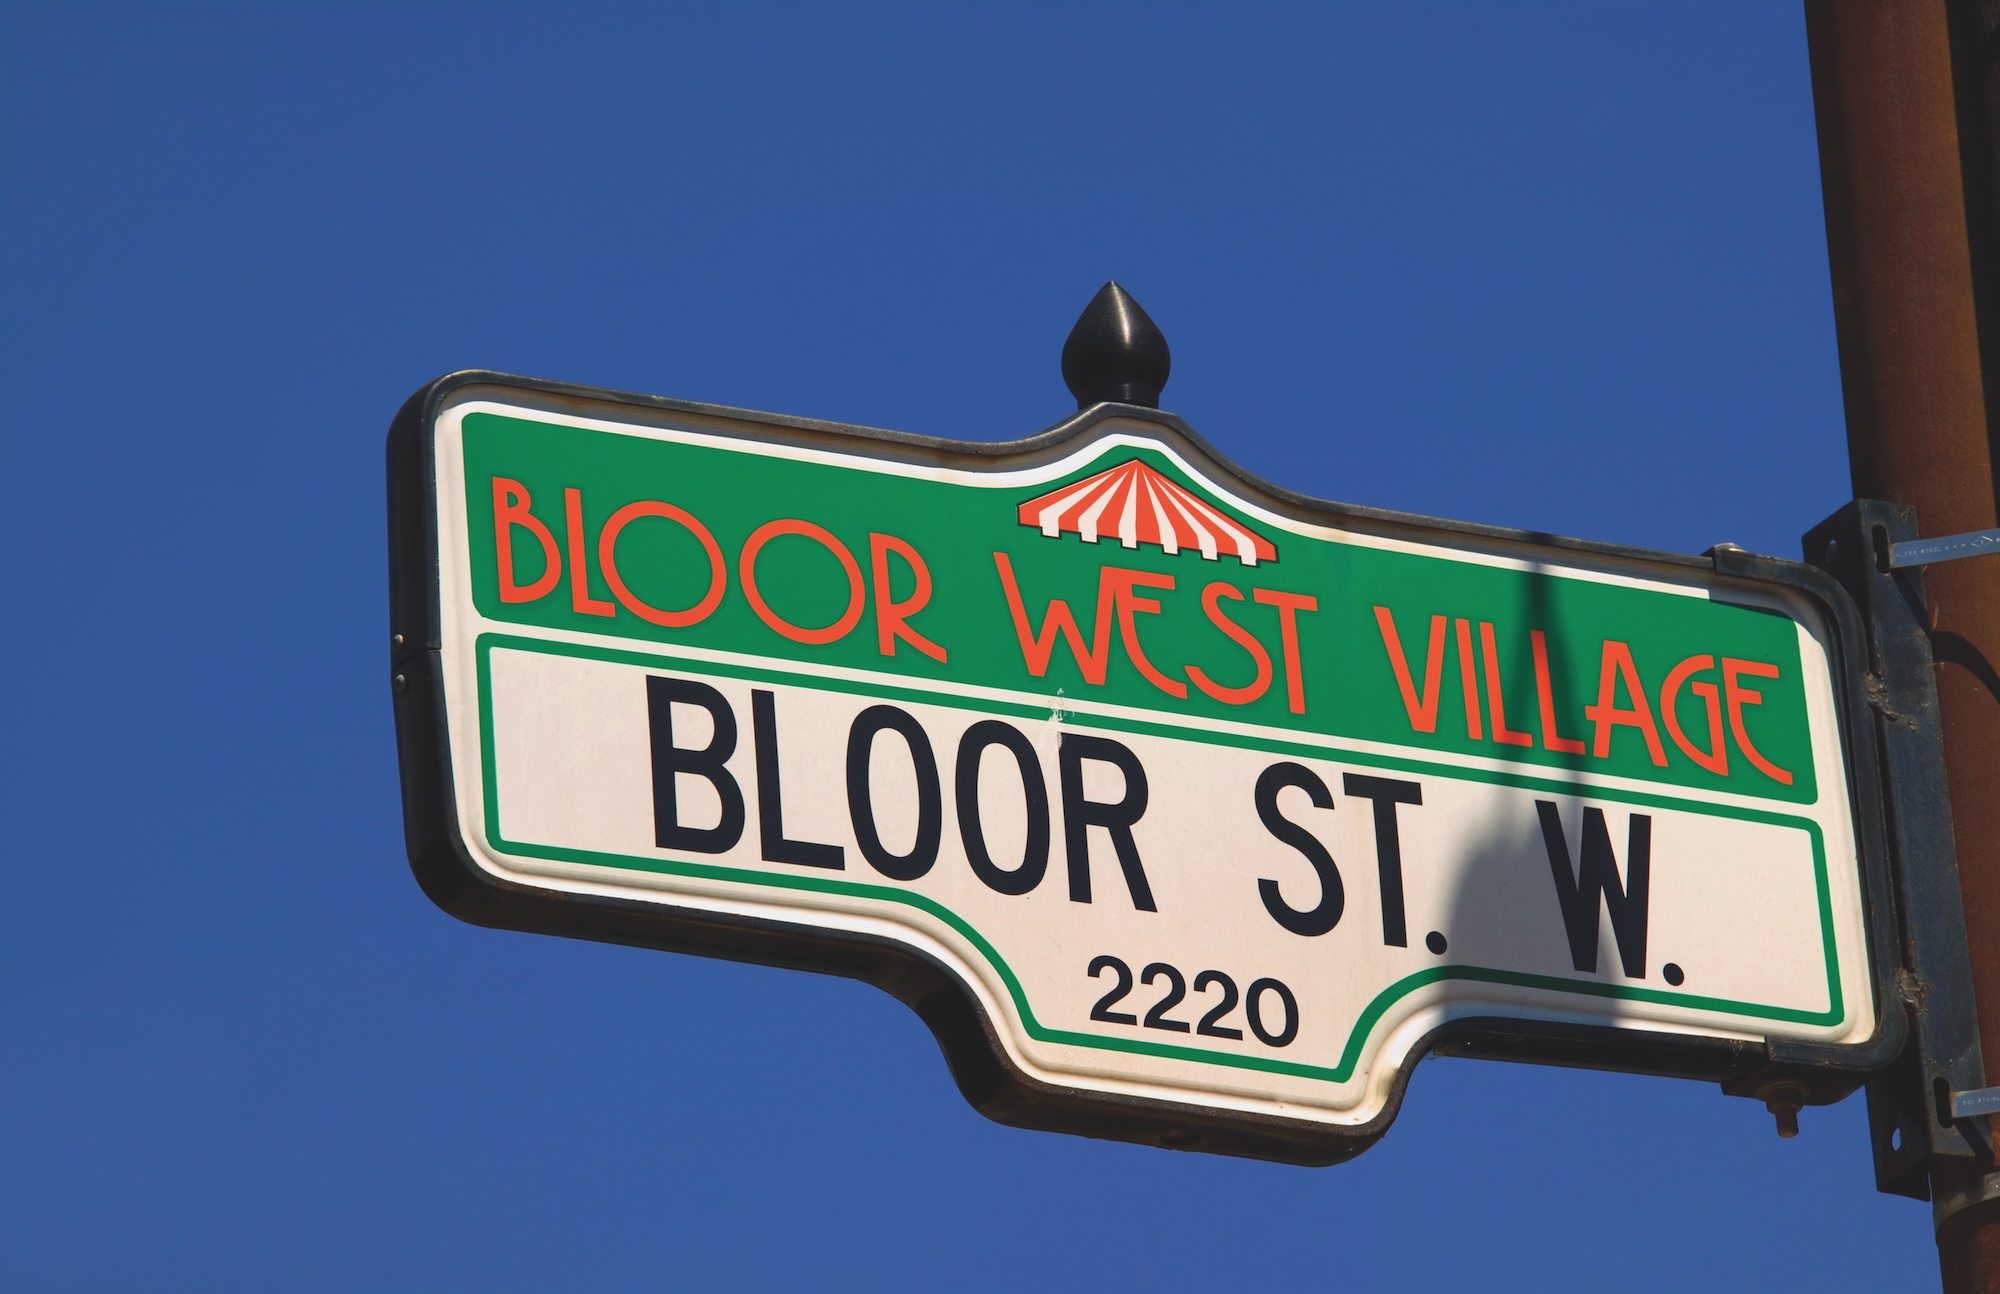 BLOOR WEST VILLAGE
BLOOR ST. W.
2220